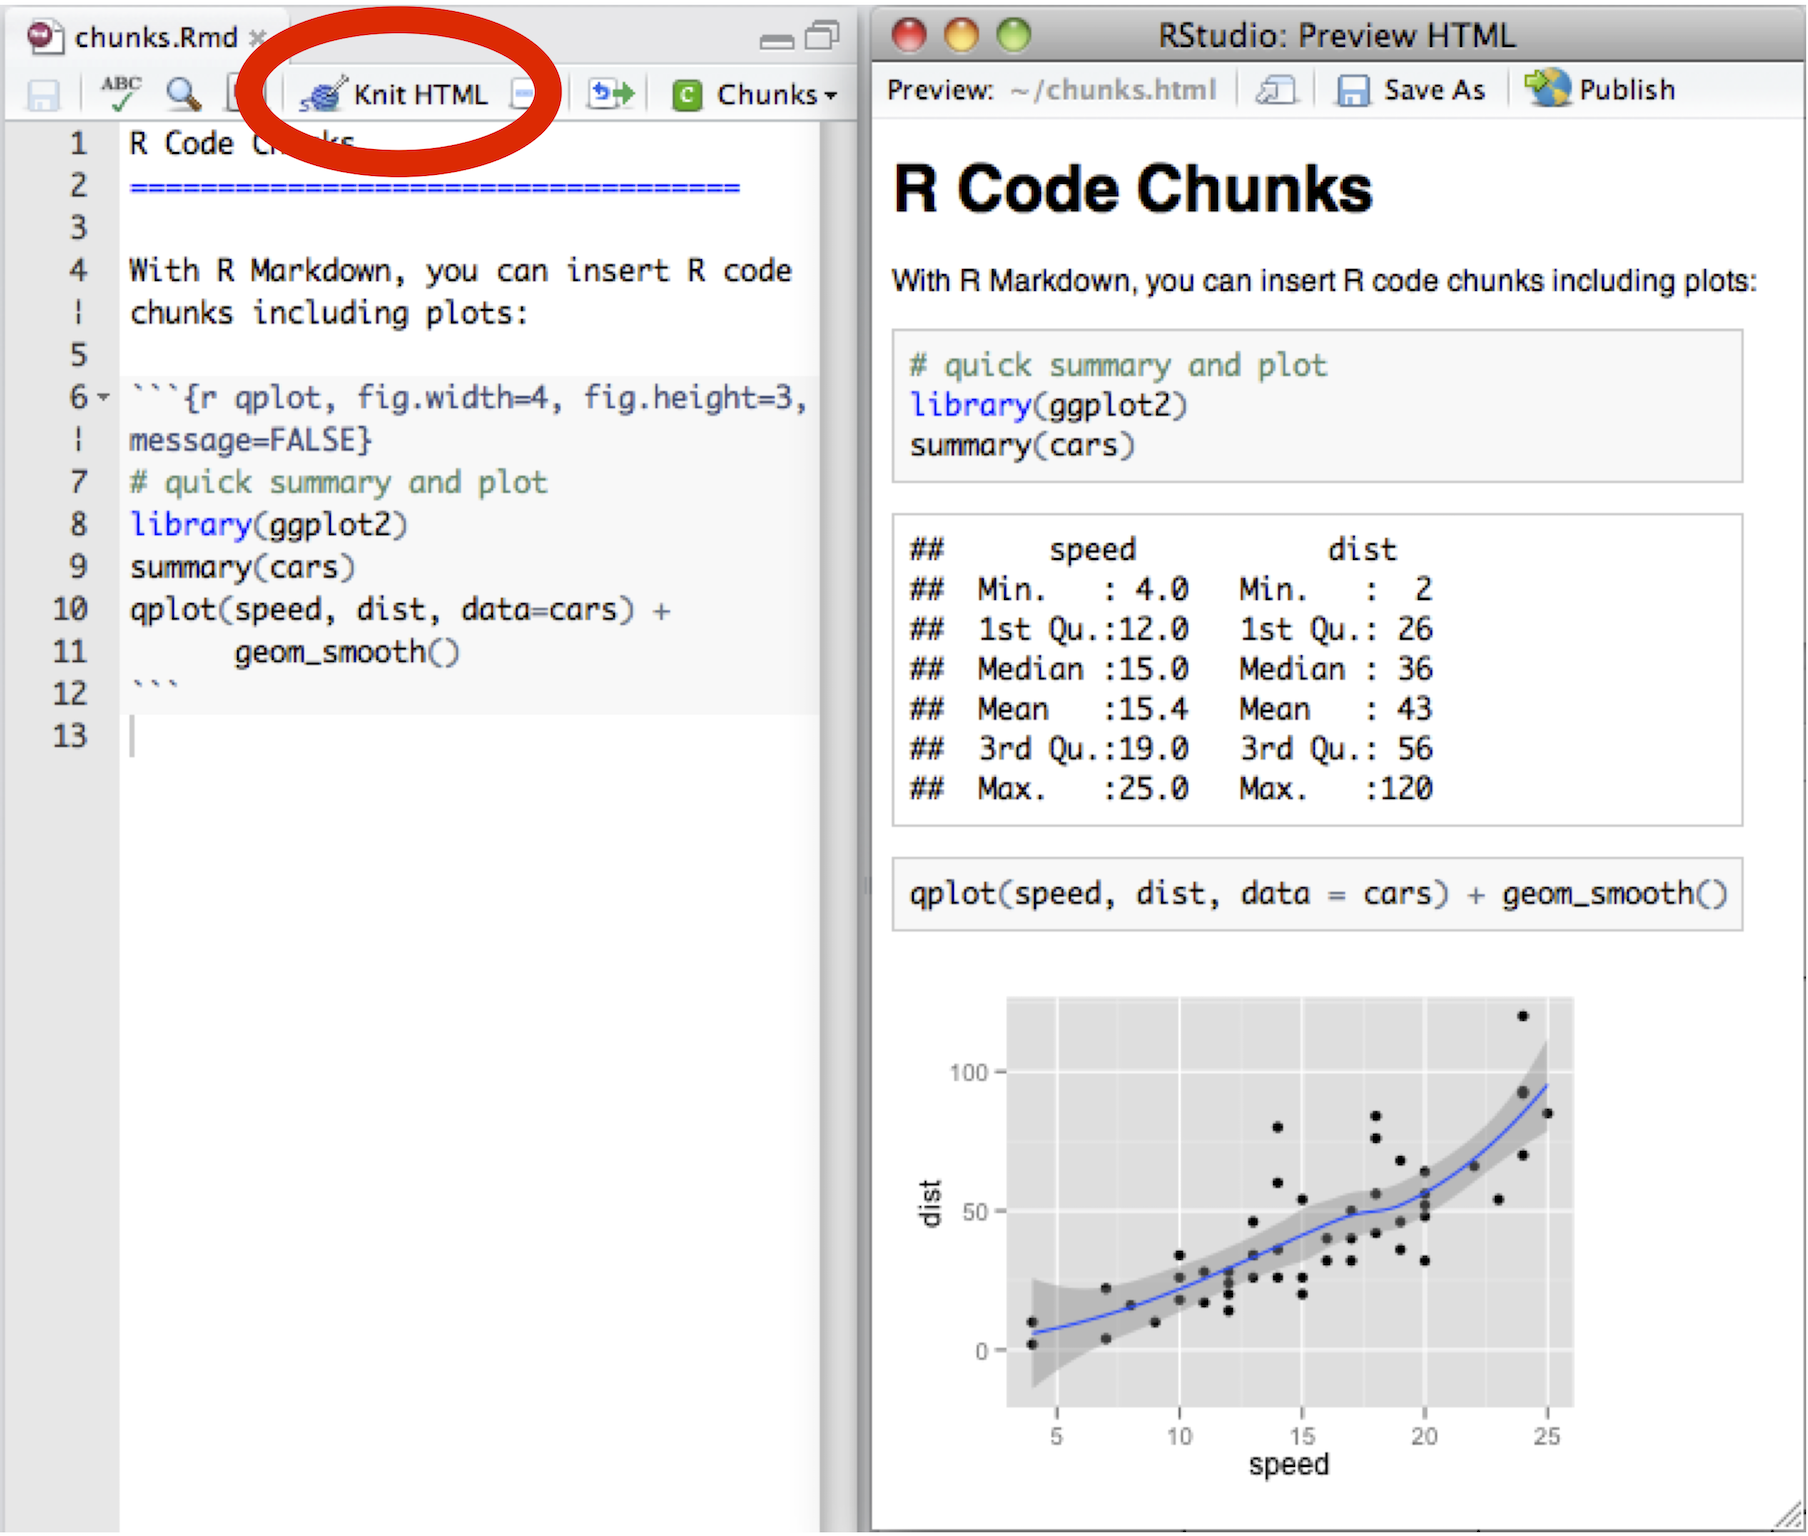 chunks.Rmd
ABC
Knit HTML
C Chunks
1 R Code Chunks
2 ===================================
3
4 With R Markdown, you can insert R code
chunks including plots:
5
6 ```{r qplot, fig.width=4, fig.height=3,
message=FALSE}
7 # quick summary and plot
8 library(ggplot2)
9 summary(cars)
10 qplot(speed, dist, data=cars) +
11 geom_smooth()
12 ```
13
RStudio: Preview HTML
Preview: ~/chunks.html Save As Publish
R Code Chunks
With R Markdown, you can insert R code chunks including plots:
# quick summary and plot
library(ggplot2)
summary(cars)
## speed dist
## Min. : 4.0 Min. : 2
## 1st Qu.:12.0 1st Qu.: 26
## Median :15.0 Median : 36
## Mean :15.4 Mean : 43
## 3rd Qu.:19.0 3rd Qu.: 56
## Max. :25.0 Max. :120
qplot(speed, dist, data = cars) + geom_smooth()
100
50
0
dist
5 10 15 20 25
speed